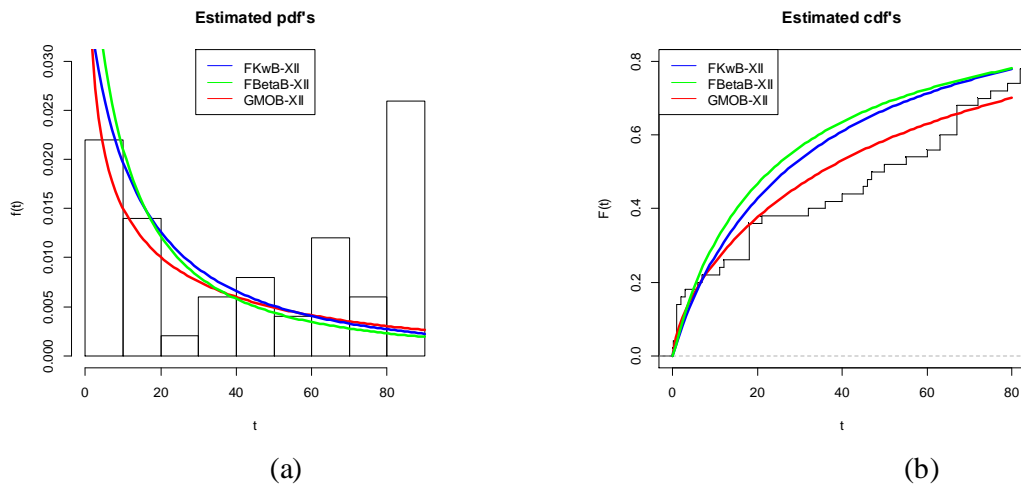 Estimated pdf's
f(t)
0.000 0.005 0.010 0.015 0.020 0.025 0.030
FKwB-XII
FBetaB-XII
GMOB-XII
0 20 40 60 80
t
(a)
Estimated cdf's
F(t)
0.0 0.2 0.4 0.6 0.8
FKwB-XII
FBetaB-XII
GMOB-XII
0 20 40 60 80
t
(b)